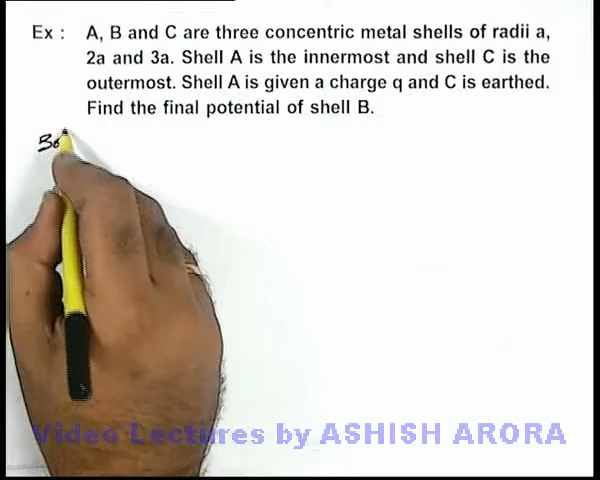 Ex : A, B and C are three concentric metal shells of radii a,
2a and 3a. Shell A is the innermost and shell C is the
outermost. Shell A is given a charge q and C is earthed.
Find the final potential of shell B.
Video Lectures by ASHISH ARORA